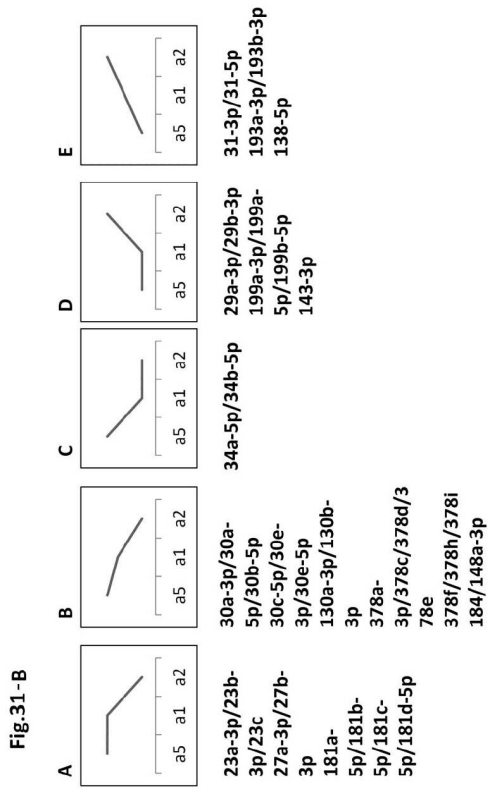 Fig.31-B
A
a5 a1 a2
23a-3p/23b-
3p/23c
27a-3p/27b-
3p
181a-
5p/181b-
5p/181c-
5p/181d-5p
B
a5 a1 a2
30a-3p/30a-
5p/30b-5p
30c-5p/30e-
3p/30e-5p
130a-3p/130b-
3p
378a-
3p/378c/378d/3
78e
378f/378h/378i
184/148a-3p
C
a5 a1 a2
34a-5p/34b-5p
D
a5 a1 a2
29a-3p/29b-3p
199a-3p/199a-
5p/199b-5p
143-3p
E
a5 a1 a2
31-3p/31-5p
193a-3p/193b-3p
138-5p